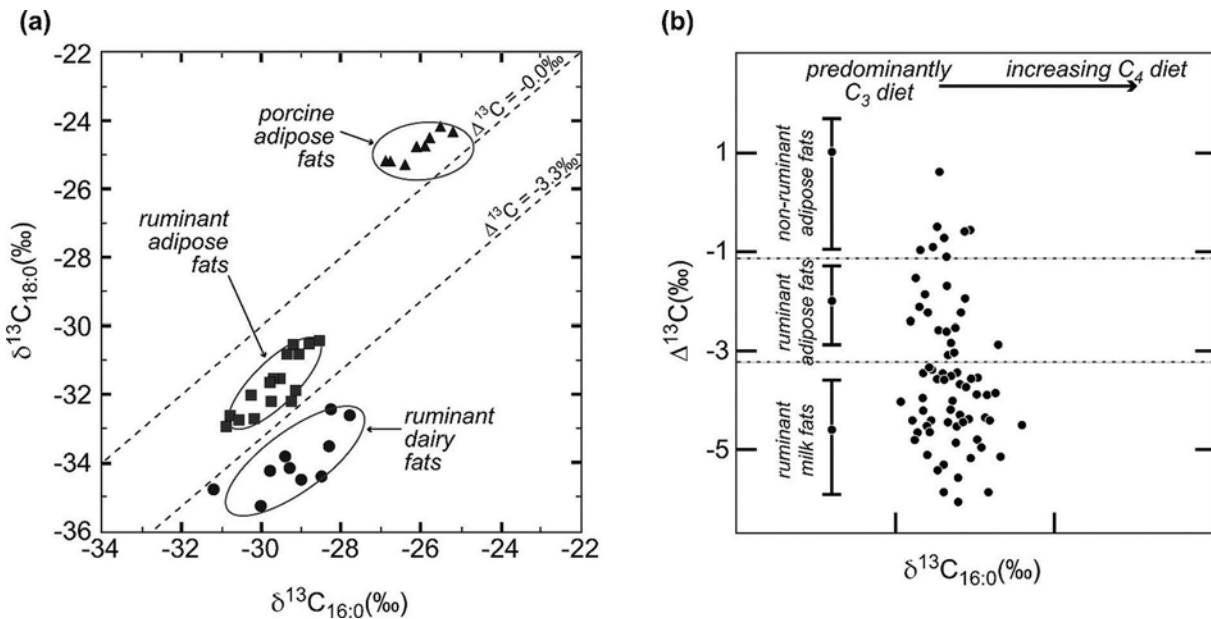 (a)
-22
-24
-26
-28
-30
-32
-34
-36
δ¹³C₁₈:₀(‰)
porcine
adipose
fats
Δ¹³C = -0.0‰
Δ¹³C = -3.3‰
ruminant
adipose
fats
ruminant
dairy
fats
-34 -32 -30 -28 -26 -24 -22
δ¹³C₁₆:₀(‰)
(b)
predominantly
C₃ diet
increasing C₄ diet
1
-1
-3
-5
Δ¹³C(‰)
non-ruminant
adipose fats
ruminant
adipose fats
ruminant
milk fats
δ¹³C₁₆:₀(‰)